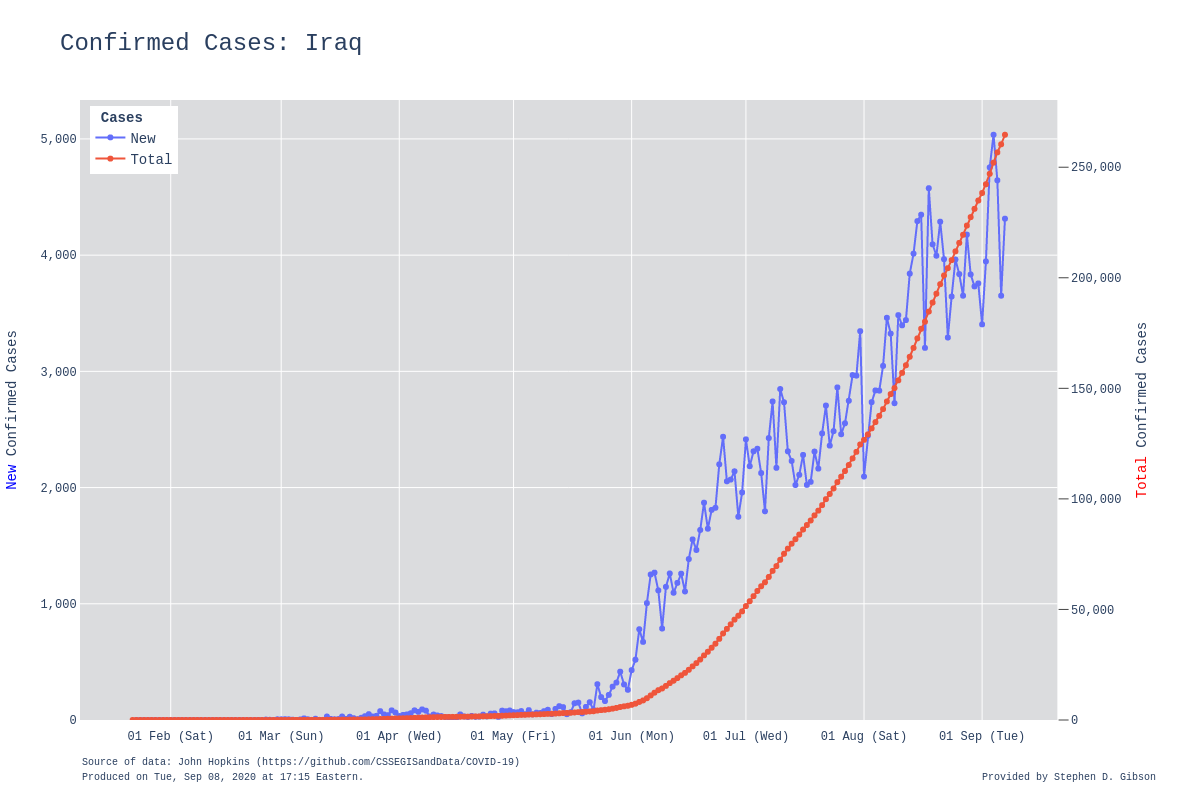 Confirmed Cases: Iraq
Cases
New
Total
5,000
4,000
3,000
2,000
1,000
0
250,000
200,000
150,000
100,000
50,000
0
New Confirmed Cases
Total Confirmed Cases
01 Feb (Sat) 01 Mar (Sun) 01 Apr (Wed) 01 May (Fri) 01 Jun (Mon) 01 Jul (Wed) 01 Aug (Sat) 01 Sep (Tue)
Source of data: John Hopkins (https://github.com/CSSEGISandData/COVID-19)
Produced on Tue, Sep 08, 2020 at 17:15 Eastern.
Provided by Stephen D. Gibson